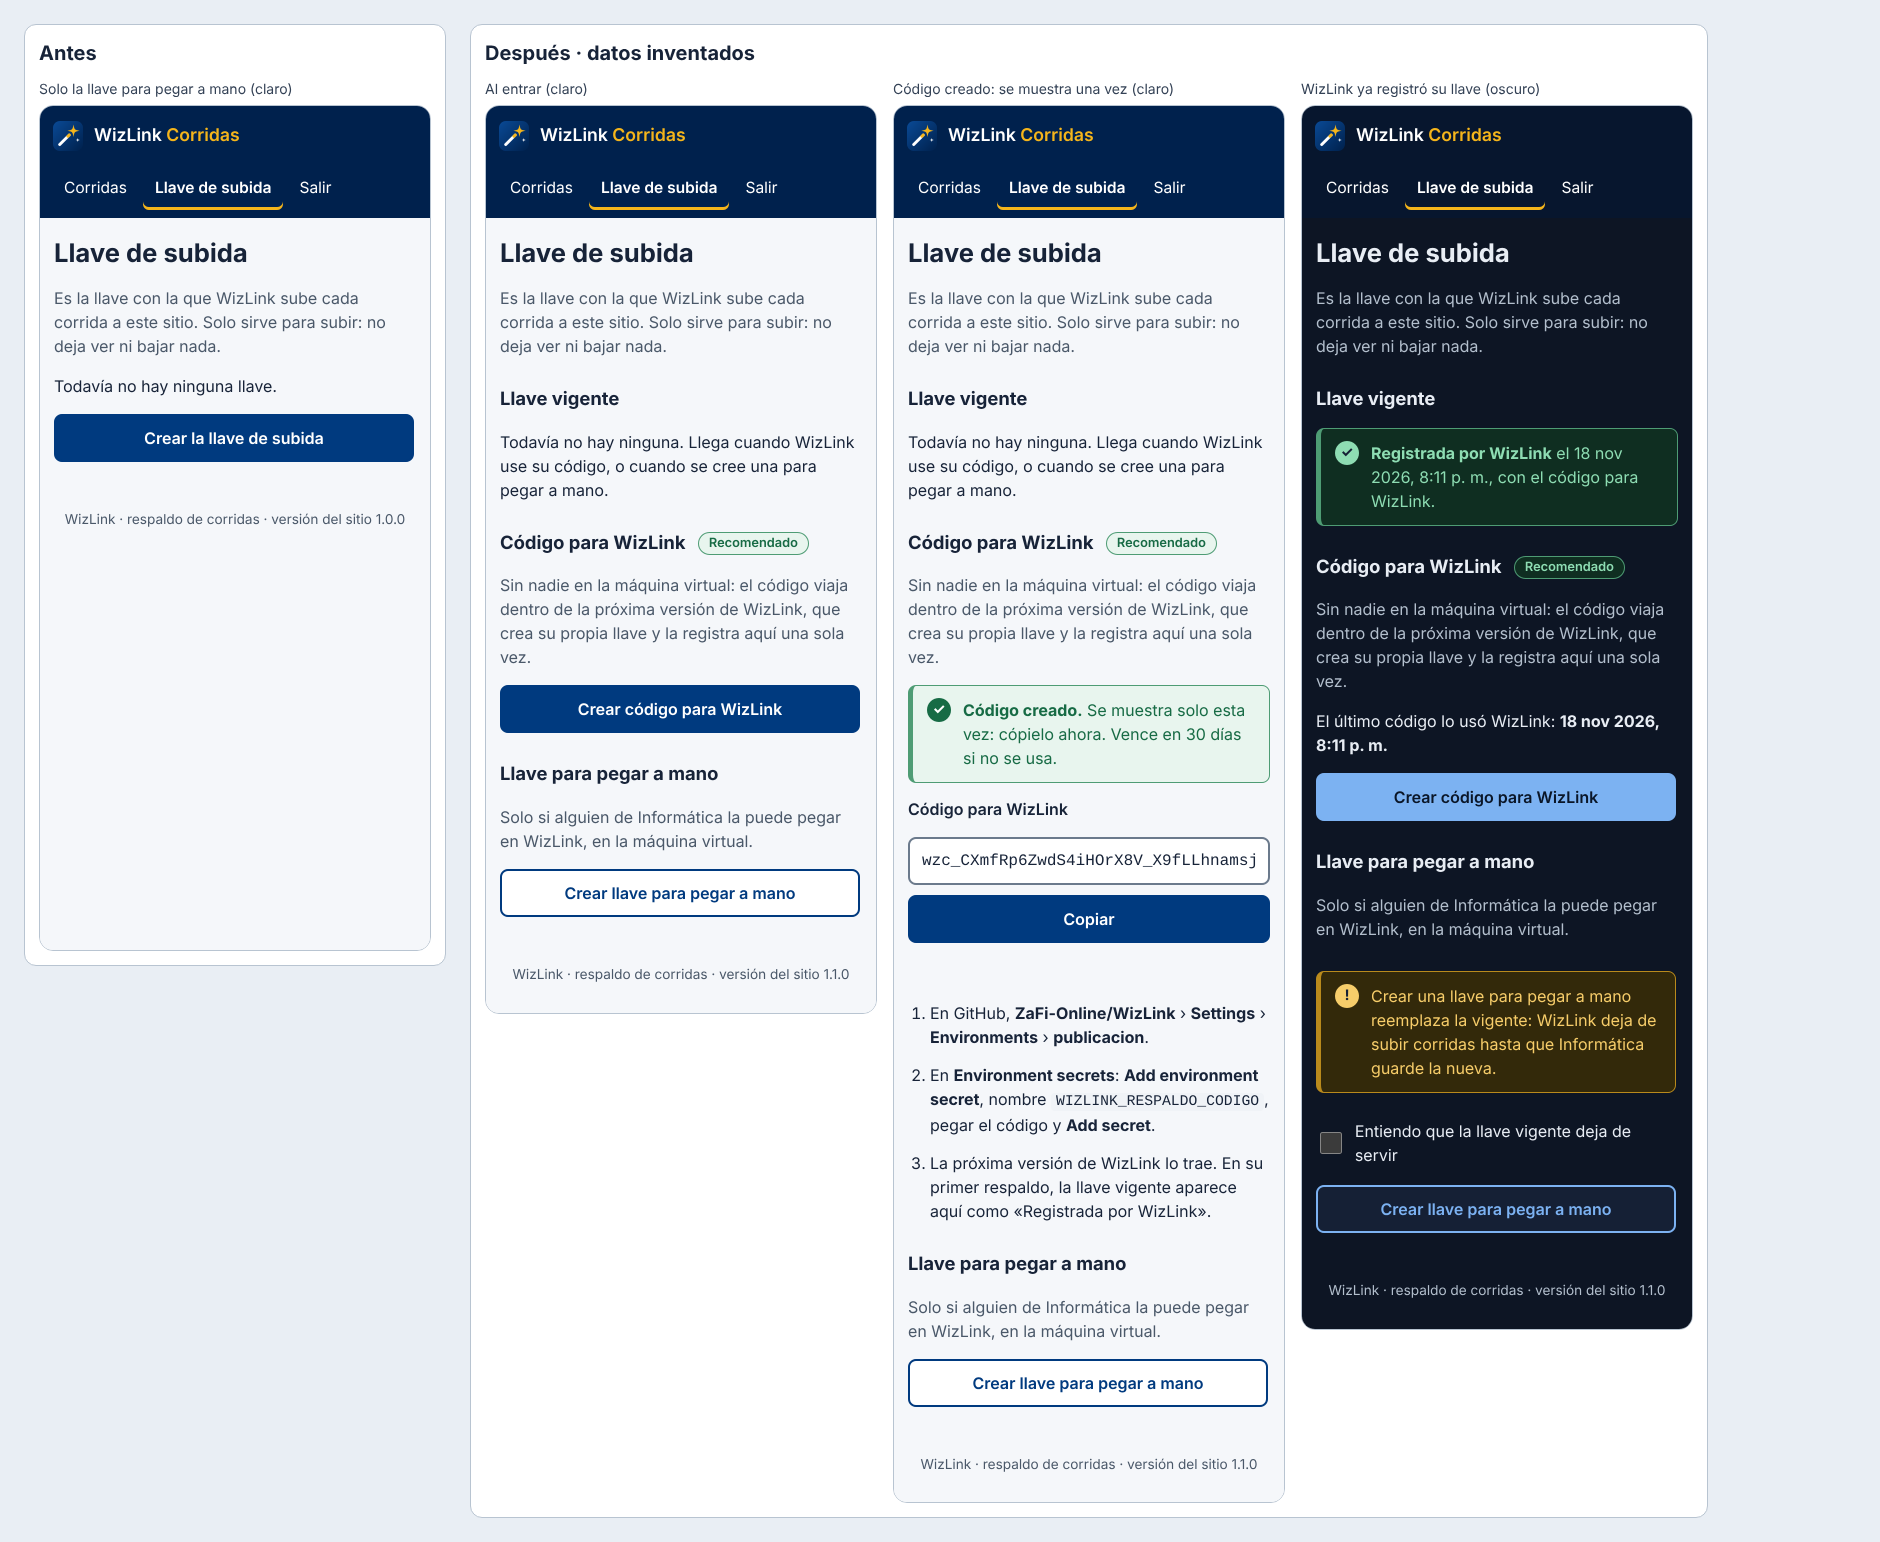 Antes
Solo la llave para pegar a mano (claro)
WizLink Corridas
Corridas Llave de subida Salir
Llave de subida
Es la llave con la que WizLink sube cada
corrida a este sitio. Solo sirve para subir: no
deja ver ni bajar nada.
Todavía no hay ninguna llave.
Crear la llave de subida
WizLink · respaldo de corridas · versión del sitio 1.0.0
Después · datos inventados
Al entrar (claro)
WizLink Corridas
Corridas Llave de subida Salir
Llave de subida
Es la llave con la que WizLink sube cada
corrida a este sitio. Solo sirve para subir: no
deja ver ni bajar nada.
Llave vigente
Todavía no hay ninguna. Llega cuando WizLink
use su código, o cuando se cree una para
pegar a mano.
Código para WizLink Recomendado
Sin nadie en la máquina virtual: el código viaja
dentro de la próxima versión de WizLink, que
crea su propia llave y la registra aquí una sola
vez.
Crear código para WizLink
Llave para pegar a mano
Solo si alguien de Informática la puede pegar
en WizLink, en la máquina virtual.
Crear llave para pegar a mano
WizLink · respaldo de corridas · versión del sitio 1.1.0
Código creado: se muestra una vez (claro)
WizLink Corridas
Corridas Llave de subida Salir
Llave de subida
Es la llave con la que WizLink sube cada
corrida a este sitio. Solo sirve para subir: no
deja ver ni bajar nada.
Llave vigente
Todavía no hay ninguna. Llega cuando WizLink
use su código, o cuando se cree una para
pegar a mano.
Código para WizLink Recomendado
Sin nadie en la máquina virtual: el código viaja
dentro de la próxima versión de WizLink, que
crea su propia llave y la registra aquí una sola
vez.
Código creado. Se muestra solo esta
vez: cópielo ahora. Vence en 30 días
si no se usa.
Código para WizLink
wzc_CXmfRp6ZwdS4iHOrX8V_X9fLLhnamsj
Copiar
1. En GitHub, ZaFi-Online/WizLink › Settings ›
Environments › publicacion.
2. En Environment secrets: Add environment
secret, nombre WIZLINK_RESPALDO_CODIGO,
pegar el código y Add secret.
3. La próxima versión de WizLink lo trae. En su
primer respaldo, la llave vigente aparece
aquí como «Registrada por WizLink».
Llave para pegar a mano
Solo si alguien de Informática la puede pegar
en WizLink, en la máquina virtual.
Crear llave para pegar a mano
WizLink · respaldo de corridas · versión del sitio 1.1.0
WizLink ya registró su llave (oscuro)
WizLink Corridas
Corridas Llave de subida Salir
Llave de subida
Es la llave con la que WizLink sube cada
corrida a este sitio. Solo sirve para subir: no
deja ver ni bajar nada.
Llave vigente
Registrada por WizLink el 18 nov
2026, 8:11 p. m., con el código para
WizLink.
Código para WizLink Recomendado
Sin nadie en la máquina virtual: el código viaja
dentro de la próxima versión de WizLink, que
crea su propia llave y la registra aquí una sola
vez.
El último código lo usó WizLink: 18 nov 2026,
8:11 p. m.
Crear código para WizLink
Llave para pegar a mano
Solo si alguien de Informática la puede pegar
en WizLink, en la máquina virtual.
Crear una llave para pegar a mano
reemplaza la vigente: WizLink deja de
subir corridas hasta que Informática
guarde la nueva.
Entiendo que la llave vigente deja de
servir
Crear llave para pegar a mano
WizLink · respaldo de corridas · versión del sitio 1.1.0